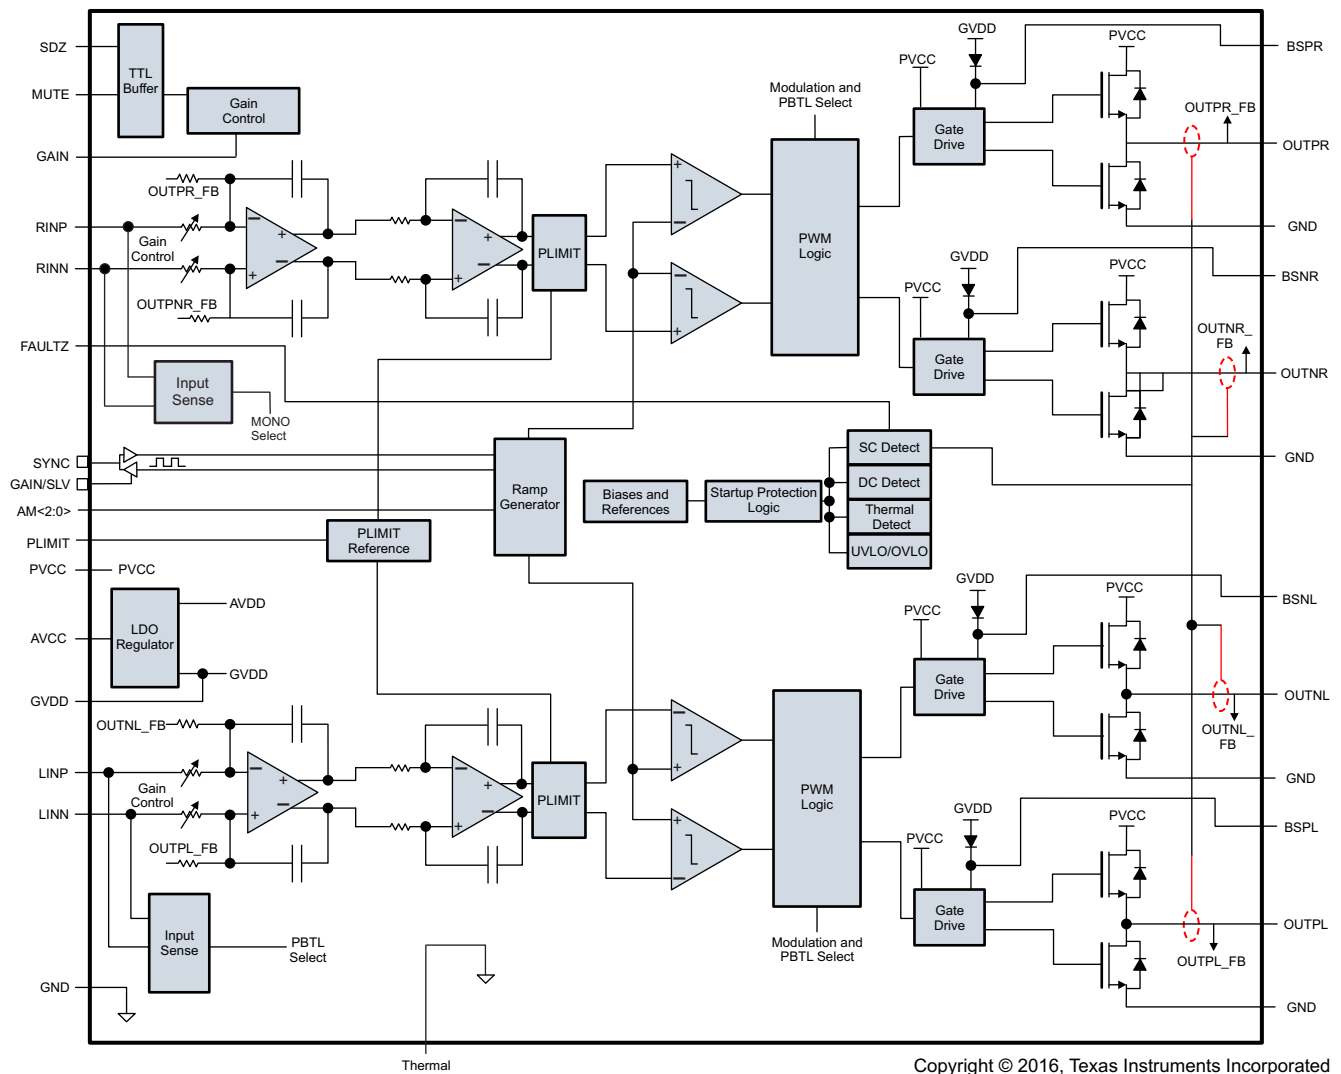 SDZ
MUTE
GAIN
TTL
Buffer
Gain
Control
OUTPR_FB
RINP
RINN
Gain
Control
OUTPNR_FB
FAULTZ
Input
Sense
MONO
Select
PLIMIT
Modulation and
PBTL Select
PWM
Logic
GVDD
PVCC
Gate
Drive
PVCC
OUTPR_FB
BSPR
OUTPR
GND
GVDD
PVCC
Gate
Drive
PVCC
OUTNR_
FB
BSNR
OUTNR
GND
SYNC
GAIN/SLV
AM<2:0>
PLIMIT
PVCC
PVCC
Ramp
Generator
PLIMIT
Reference
Biases and
References
Startup Protection
Logic
SC Detect
DC Detect
Thermal
Detect
UVLO/OVLO
LDO
Regulator
AVDD
AVCC
GVDD
GVDD
OUTNL_FB
LINP
LINN
Gain
Control
OUTPL_FB
Input
Sense
PBTL
Select
GND
PLIMIT
PWM
Logic
Modulation and
PBTL Select
GVDD
PVCC
Gate
Drive
PVCC
BSNL
OUTNL
OUTNL_
FB
GND
GVDD
PVCC
Gate
Drive
PVCC
BSPL
OUTPL
OUTPL_FB
GND
Thermal
Copyright © 2016, Texas Instruments Incorporated